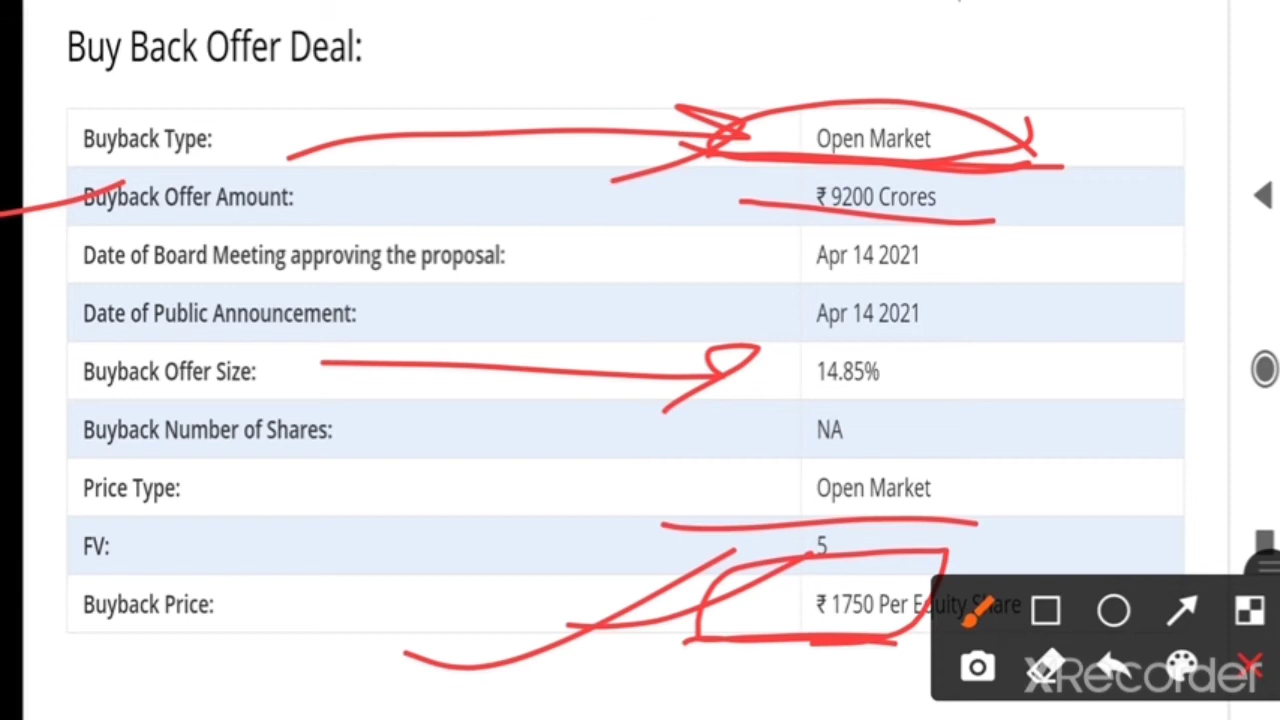 Buy Back Offer Deal:
Buyback Type: Open Market
Buyback Offer Amount: ₹ 9200 Crores
Date of Board Meeting approving the proposal: Apr 14 2021
Date of Public Announcement: Apr 14 2021
Buyback Offer Size: 14.85%
Buyback Number of Shares: NA
Price Type: Open Market
FV: 5
Buyback Price: ₹ 1750 Per Equity Share
XRecorder